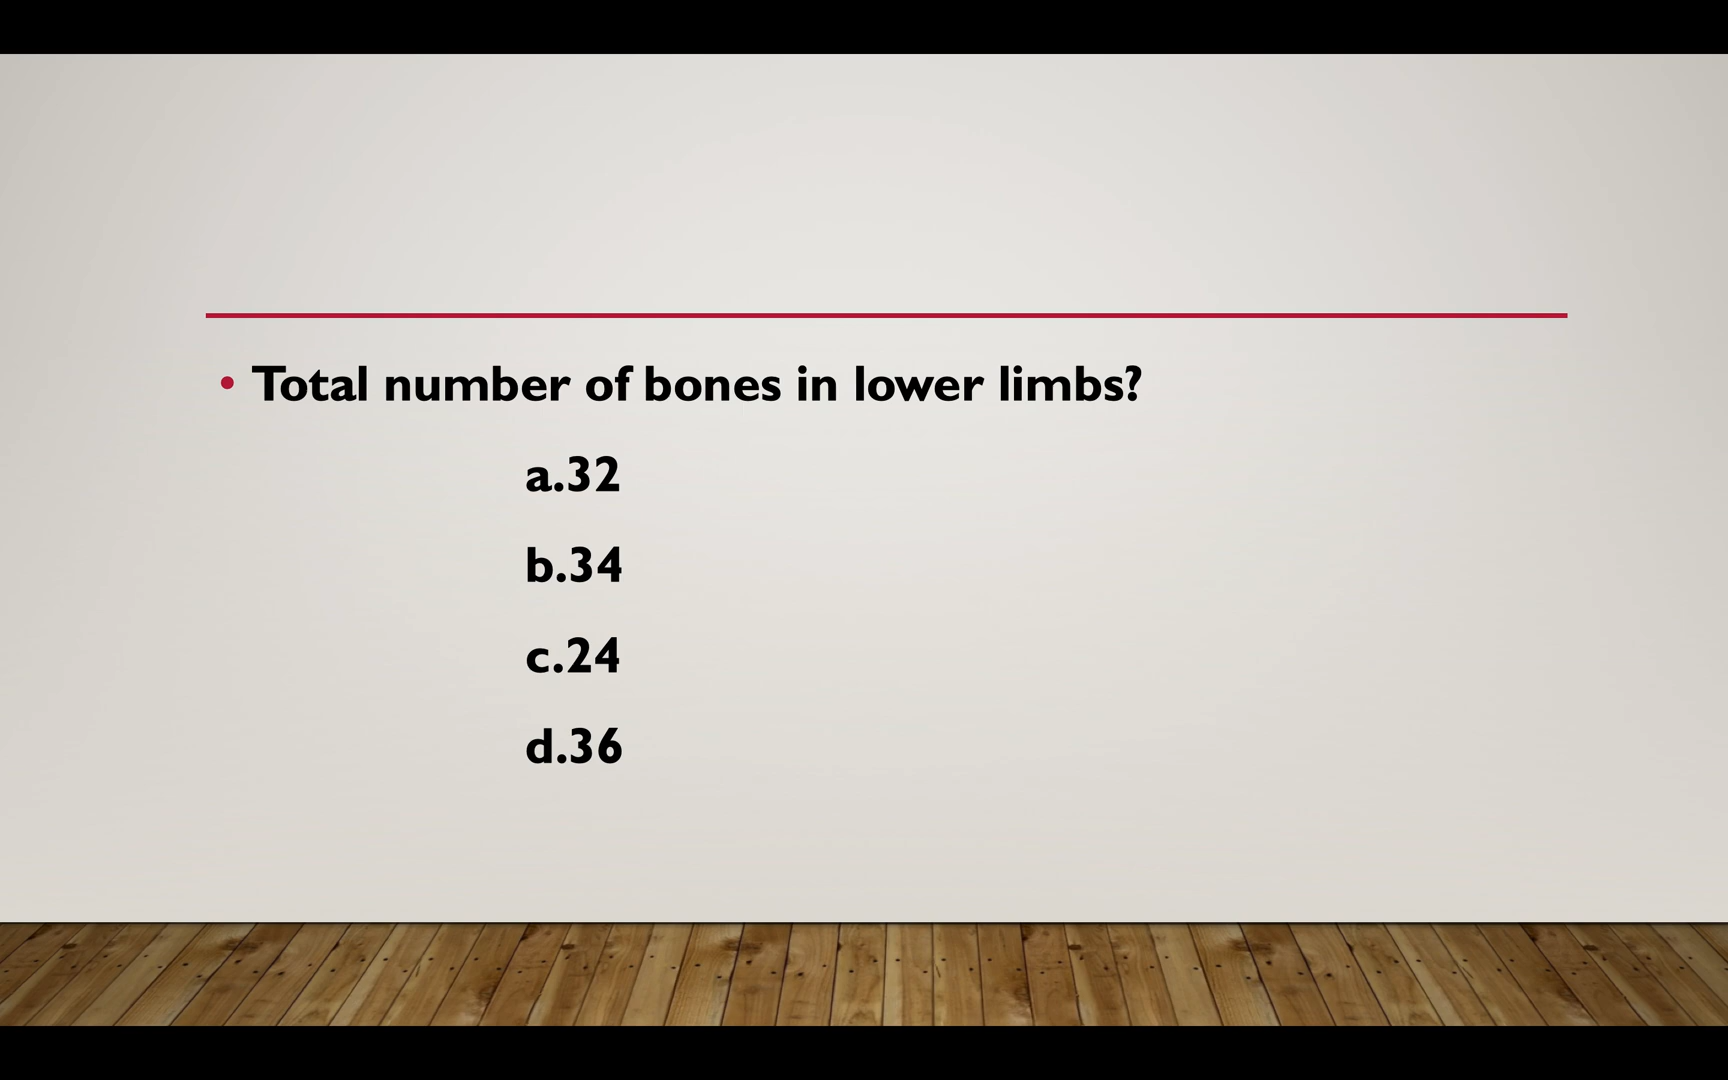 • Total number of bones in lower limbs?
a.32
b.34
c.24
d.36